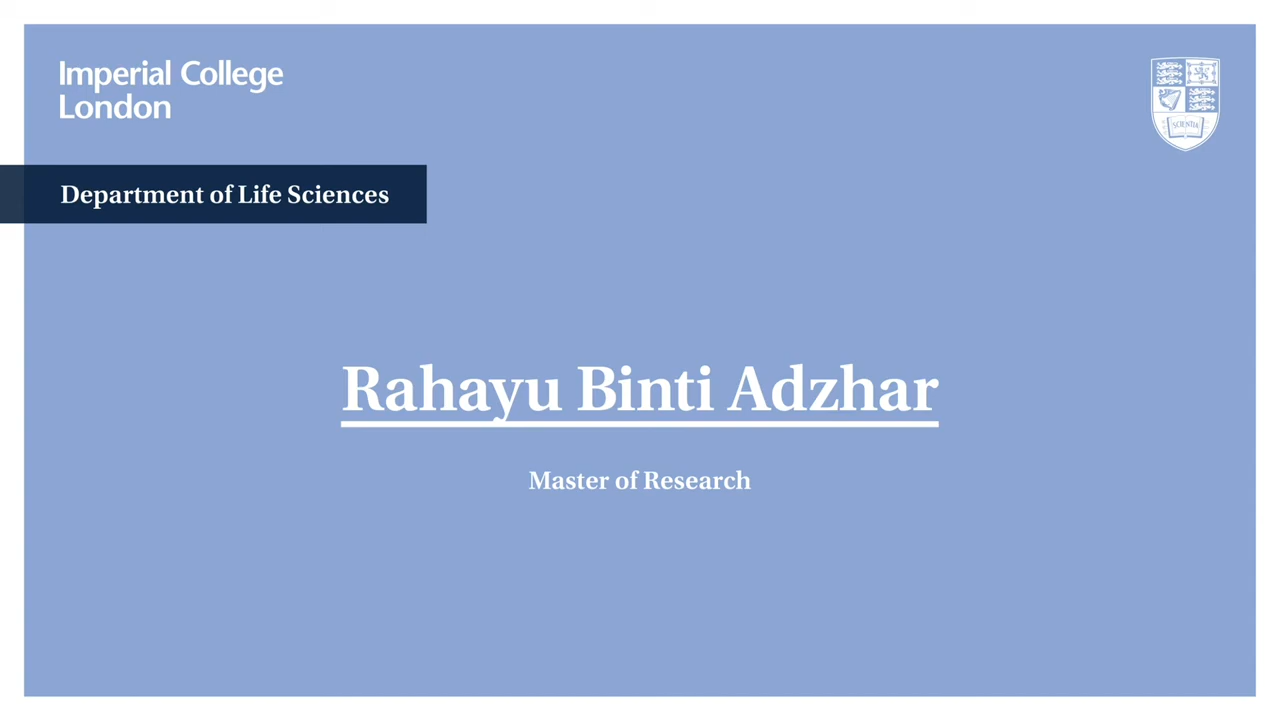 Imperial College
London
SCIENTIA
Department of Life Sciences
Rahayu Binti Adzhar
Master of Research